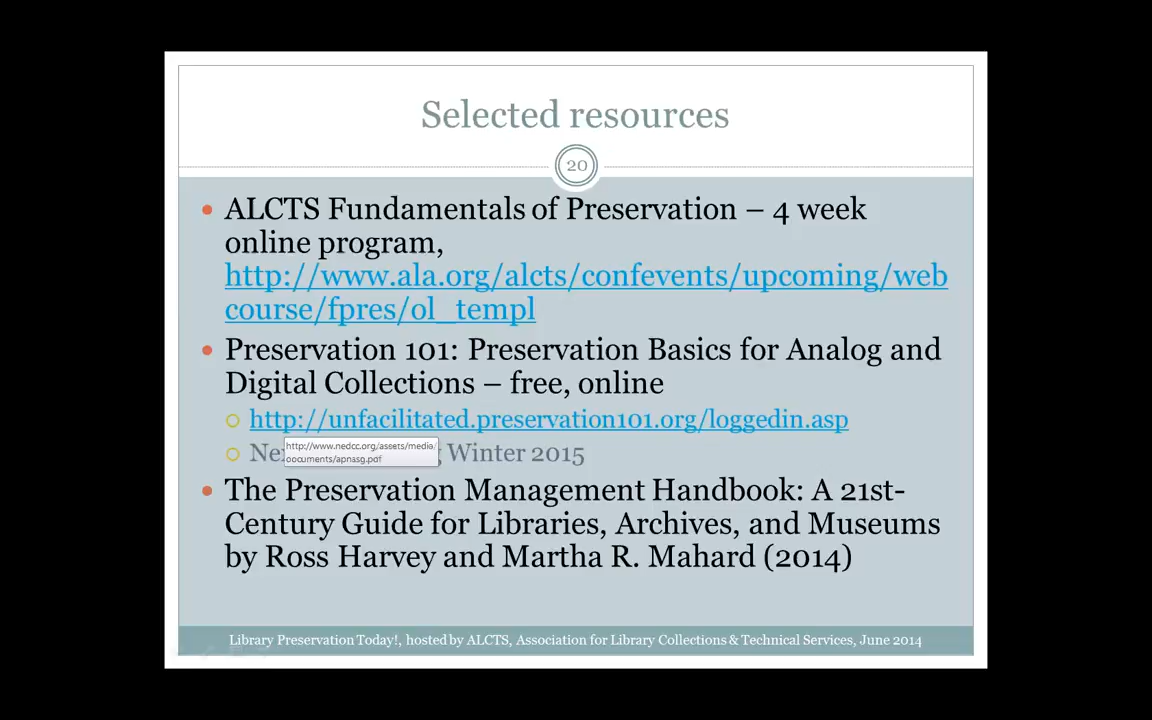 Selected resources
20
ALCTS Fundamentals of Preservation – 4 week
online program,
http://www.ala.org/alcts/confevents/upcoming/web
course/fpres/ol_templ
Preservation 101: Preservation Basics for Analog and
Digital Collections – free, online
http://unfacilitated.preservation101.org/loggedin.asp
http://www.nedcc.org/assets/media/
documents/apnasg.pdf
Winter 2015
The Preservation Management Handbook: A 21st-
Century Guide for Libraries, Archives, and Museums
by Ross Harvey and Martha R. Mahard (2014)
Library Preservation Today!, hosted by ALCTS, Association for Library Collections & Technical Services, June 2014